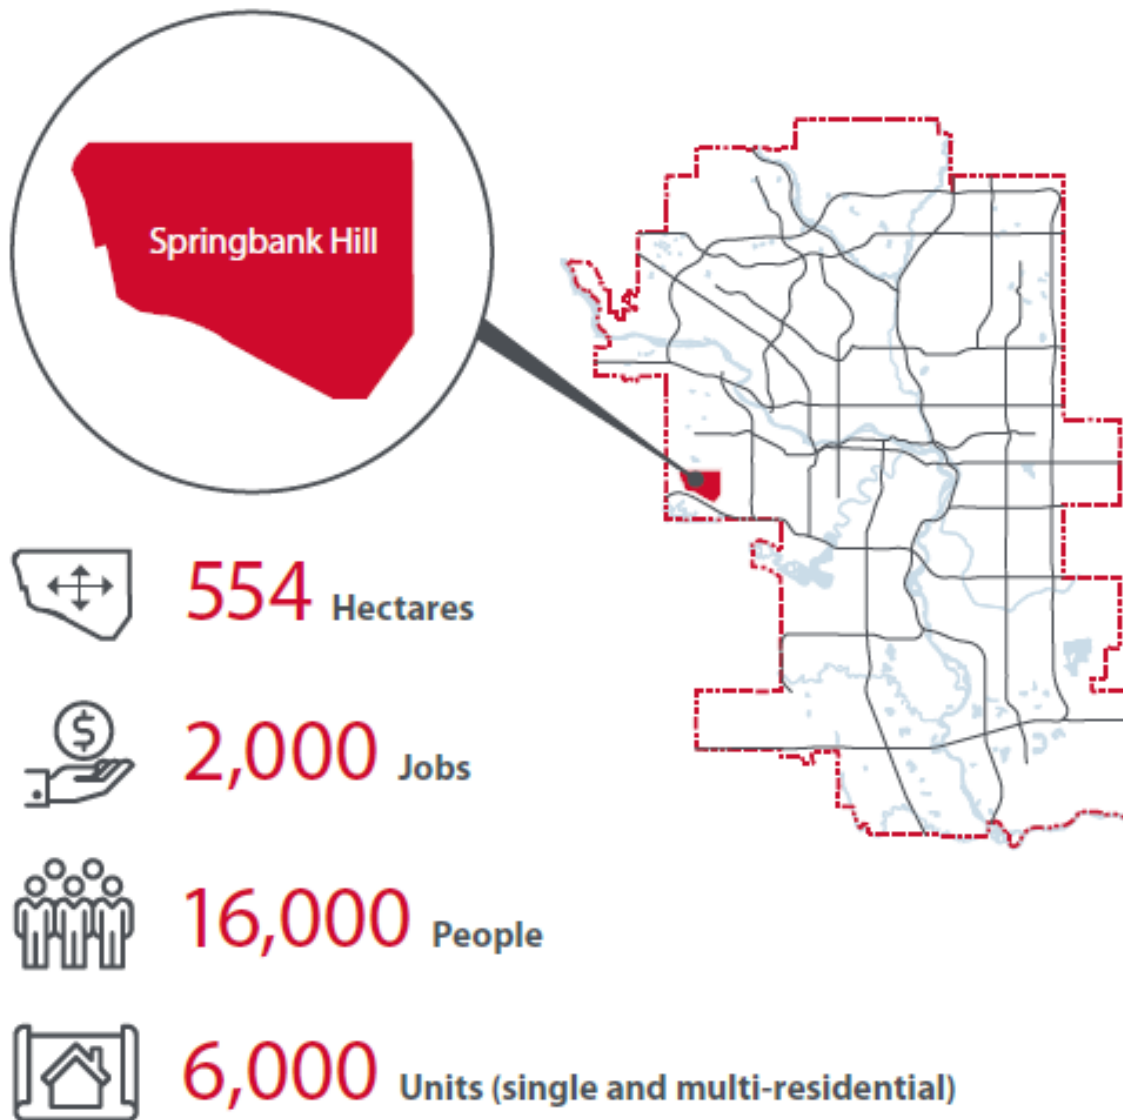 Springbank Hill
554 Hectares
$
2,000 Jobs
16,000 People
6,000 Units (single and multi-residential)